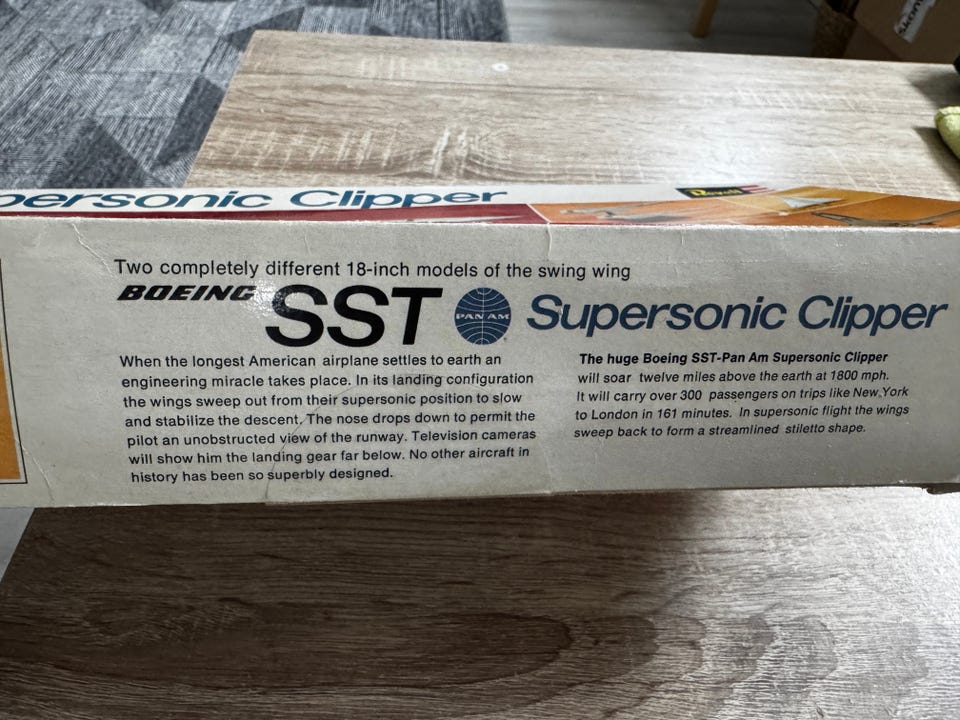 personic Clipper
Revell
Two completely different 18-inch models of the swing wing
BOEING SST PAN AM Supersonic Clipper
When the longest American airplane settles to earth an
engineering miracle takes place. In its landing configuration
the wings sweep out from their supersonic position to slow
and stabilize the descent. The nose drops down to permit the
pilot an unobstructed view of the runway. Television cameras
will show him the landing gear far below. No other aircraft in
history has been so superbly designed.
The huge Boeing SST-Pan Am Supersonic Clipper
will soar twelve miles above the earth at 1800 mph.
It will carry over 300 passengers on trips like New York
to London in 161 minutes. In supersonic flight the wings
sweep back to form a streamlined stiletto shape.